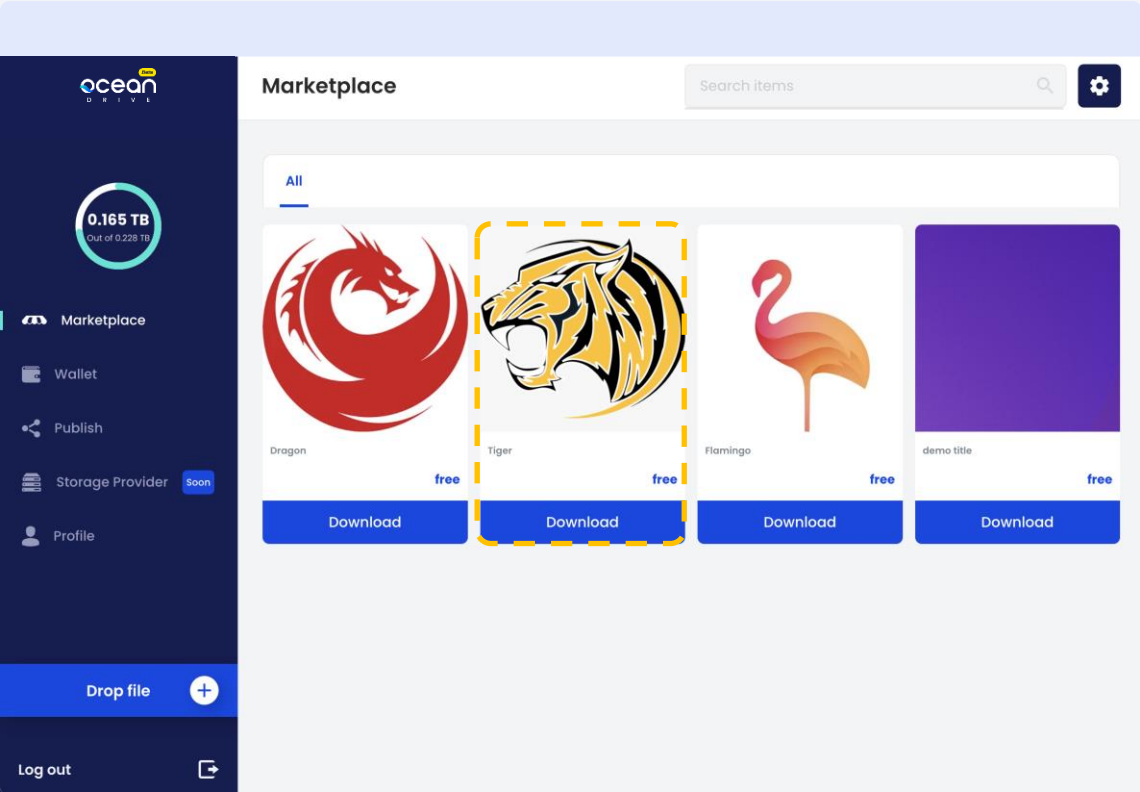 Beta
ocean
DRIVE
Marketplace
Search items
0.165 TB
Out of 0.228 TB
Marketplace
Wallet
Publish
Storage Provider Soon
Profile
Drop file
Log out
All
Dragon
free
Download
Tiger
free
Download
Flamingo
free
Download
demo title
free
Download